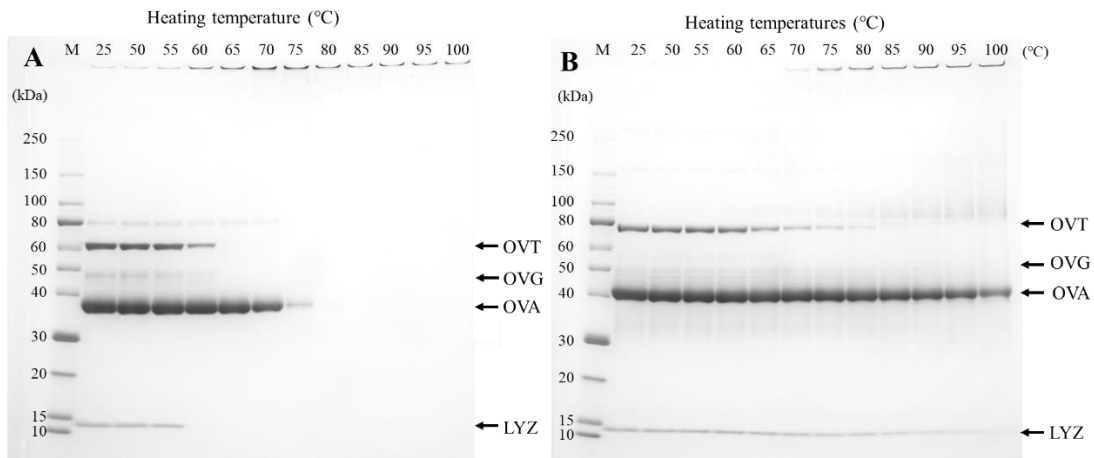 Heating temperature (℃)
A
M 25 50 55 60 65 70 75 80 85 90 95 100
(kDa)
250
150
100
80
60
50
40
30
20
15
10
OVT
OVG
OVA
LYZ
Heating temperatures (℃)
B
M 25 50 55 60 65 70 75 80 85 90 95 100 (℃)
(kDa)
250
150
100
80
60
50
40
30
20
15
10
OVT
OVG
OVA
LYZ